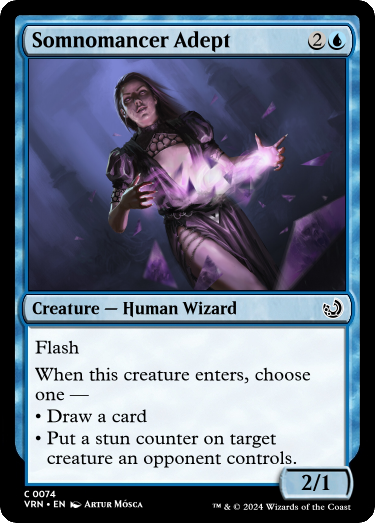 Somnomancer Adept 2
Creature — Human Wizard
Flash
When this creature enters, choose
one —
• Draw a card
• Put a stun counter on target
creature an opponent controls.
2/1
C 0074
VRN • EN Artur Mósca
™ & © 2024 Wizards of the Coast